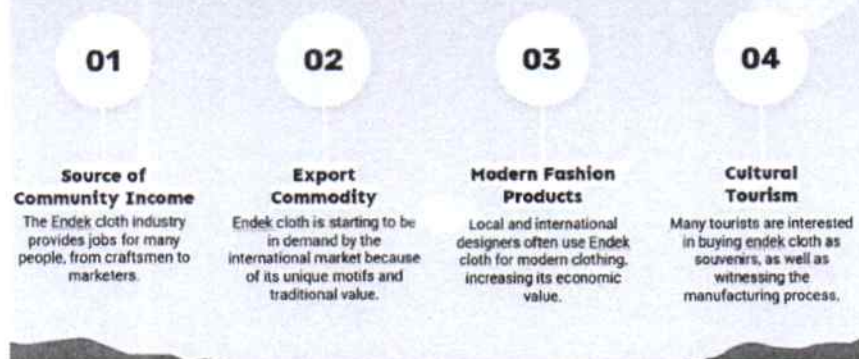 01
Source of
Community Income
The Endek cloth industry
provides jobs for many
people, from craftsmen to
marketers.
02
Export
Commodity
Endek cloth is starting to be
in demand by the
international market because
of its unique motifs and
traditional value.
03
Modern Fashion
Products
Local and international
designers often use Endek
cloth for modern clothing,
increasing its economic
value.
04
Cultural
Tourism
Many tourists are interested
in buying endek cloth as
souvenirs, as well as
witnessing the
manufacturing process.